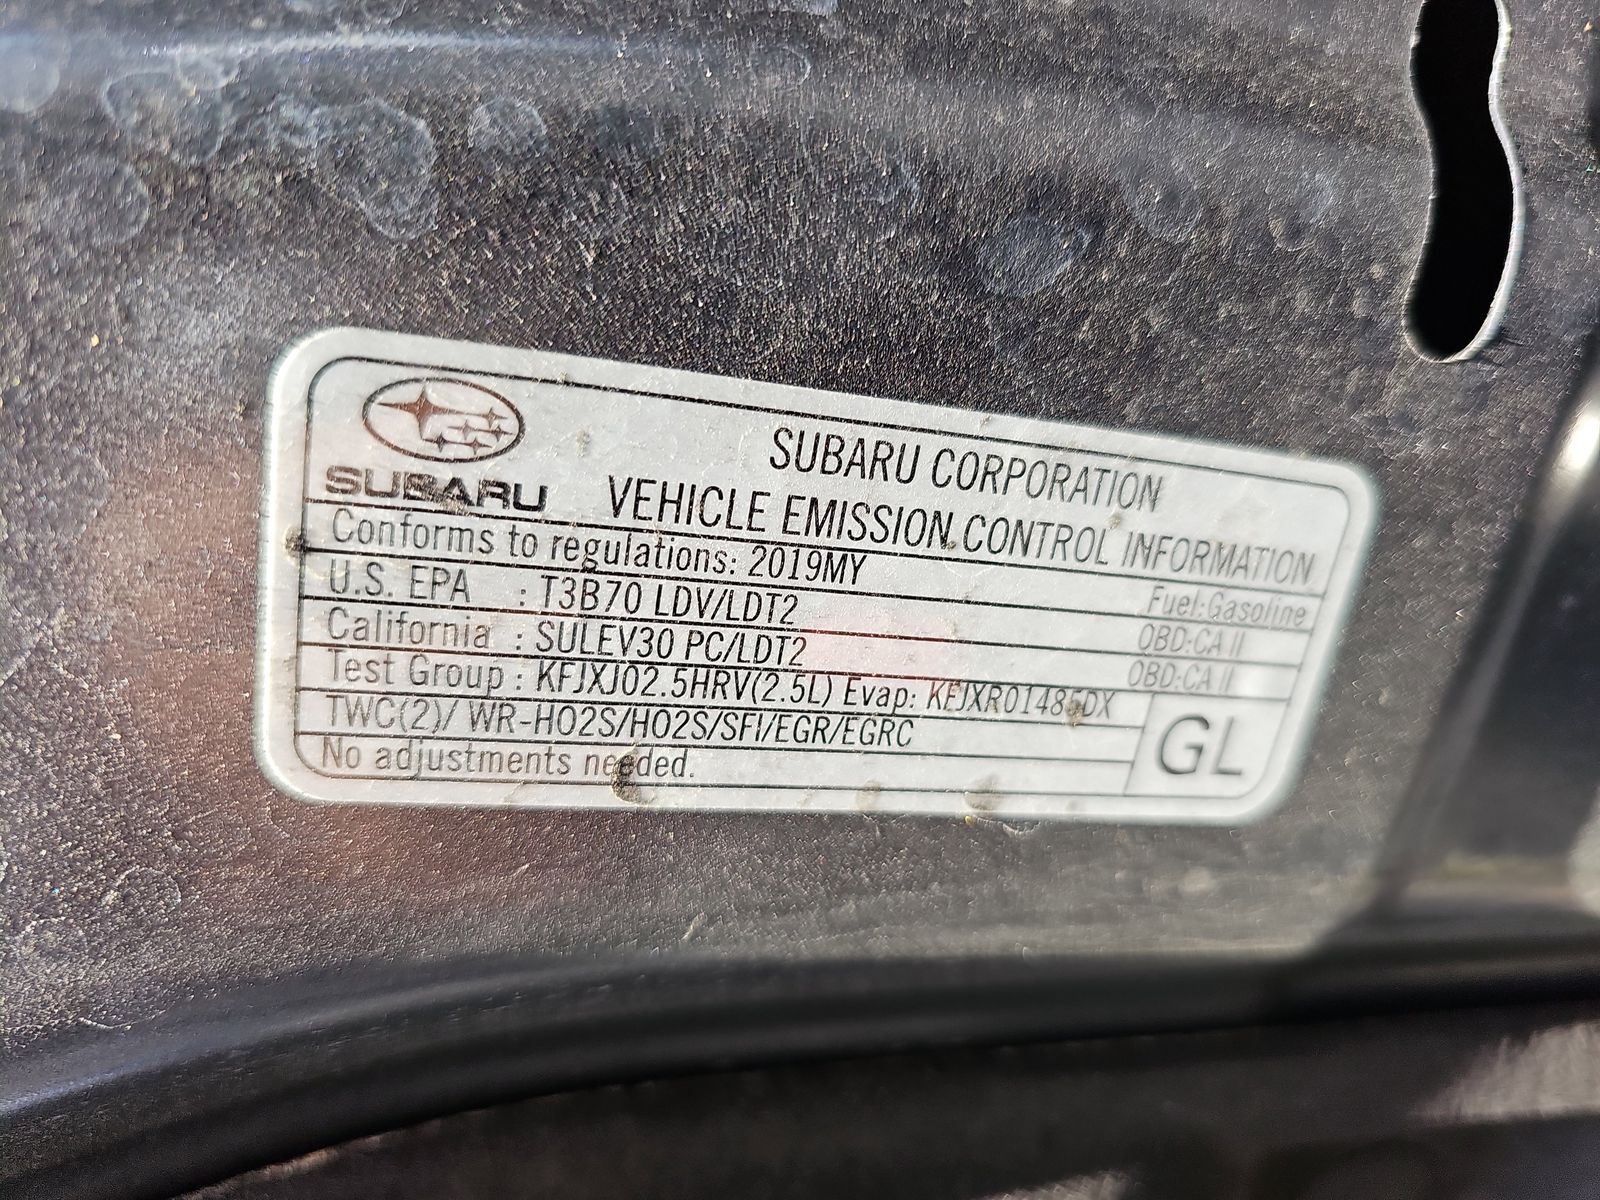 SUBARU
SUBARU CORPORATION
VEHICLE EMISSION CONTROL INFORMATION
Conforms to regulations: 2019MY Fuel:Gasoline
U.S. EPA : T3B70 LDV/LDT2 OBD:CA II
California : SULEV30 PC/LDT2 OBD:CA II
Test Group : KFJXJ02.5HRV(2.5L) Evap: KFJXR01485DX
TWC(2)/ WR-HO2S/HO2S/SFI/EGR/EGRC
No adjustments needed.
GL